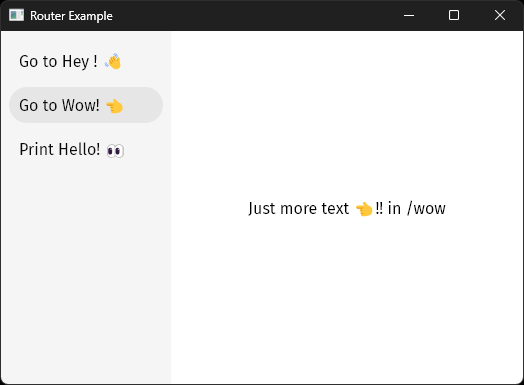 Router Example
Go to Hey ! 👋
Go to Wow! 👈
Print Hello! 👀
Just more text 👈!! in /wow